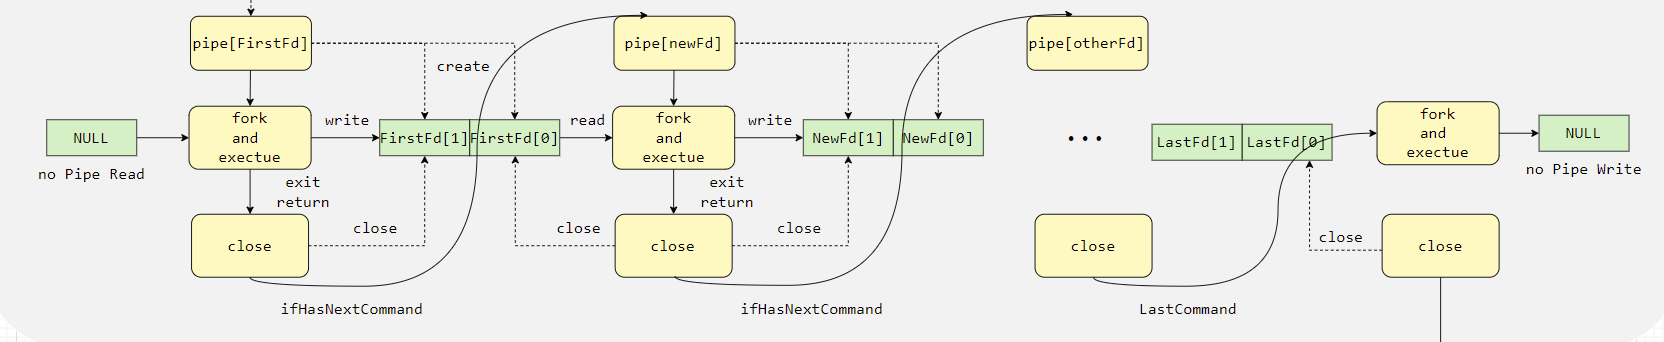 pipe[FirstFd]
pipe[newFd]
pipe[otherFd]
create
NULL
fork
and
exectue
write
FirstFd[1]
FirstFd[0]
read
fork
and
exectue
write
NewFd[1]
NewFd[0]
...
LastFd[1]
LastFd[0]
fork
and
exectue
NULL
no Pipe Read
no Pipe Write
exit
return
exit
return
close
close
close
close
close
close
close
close
close
ifHasNextCommand
ifHasNextCommand
LastCommand